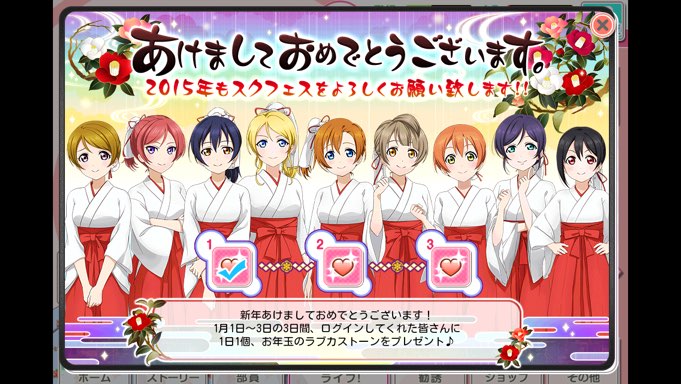 あけましておめでとうございます。
2015年もスクフェスをよろしくお願い致します!!
1
2
3
新年あけましておめでとうございます!
1月1日~3日の3日間、ログインしてくれた皆さんに
1日1個、お年玉のラブカストーンをプレゼント♪
ホーム ストーリー 部員 ライブ! 勧誘 ショップ その他